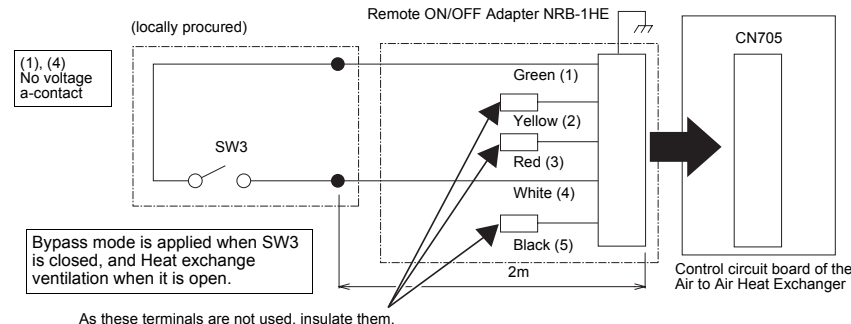 Remote ON/OFF Adapter NRB-1HE
(locally procured)
CN705
(1), (4)
No voltage
a-contact
Green (1)
Yellow (2)
SW3
Red (3)
White (4)
Black (5)
Bypass mode is applied when SW3
is closed, and Heat exchange
ventilation when it is open.
2m
Control circuit board of the
Air to Air Heat Exchanger
As these terminals are not used, insulate them.